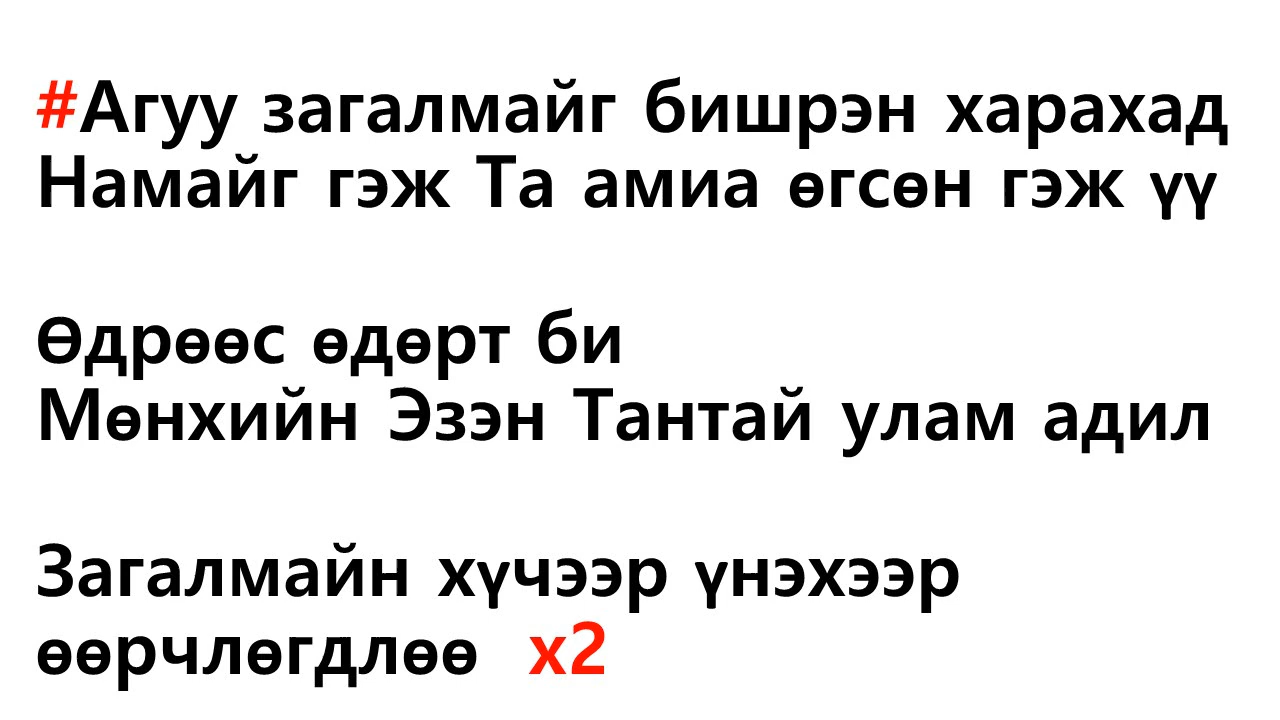 #Агуу загалмайг бишрэн харахад
Намайг гэж Та амиа өгсөн гэж үү
Өдрөөс өдөрт би
Мөнхийн Эзэн Тантай улам адил
Загалмайн хүчээр үнэхээр
өөрчлөгдлөө x2